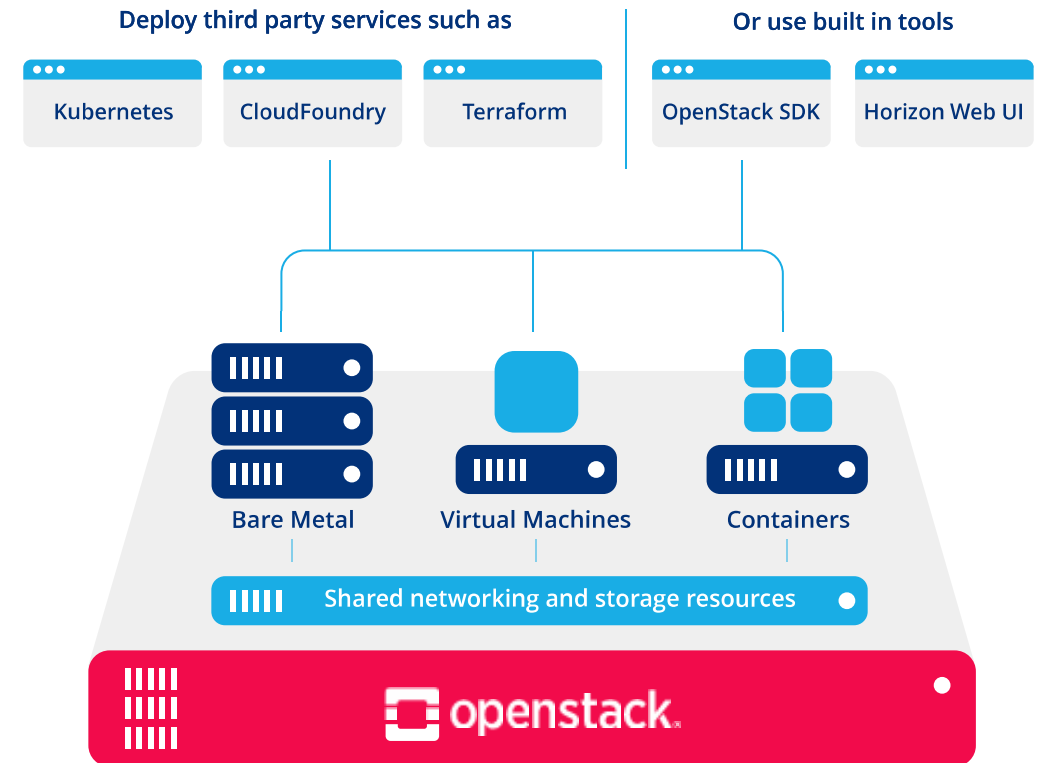 Deploy third party services such as
Or use built in tools
Kubernetes
CloudFoundry
Terraform
OpenStack SDK
Horizon Web UI
Bare Metal
Virtual Machines
Containers
Shared networking and storage resources
openstack®